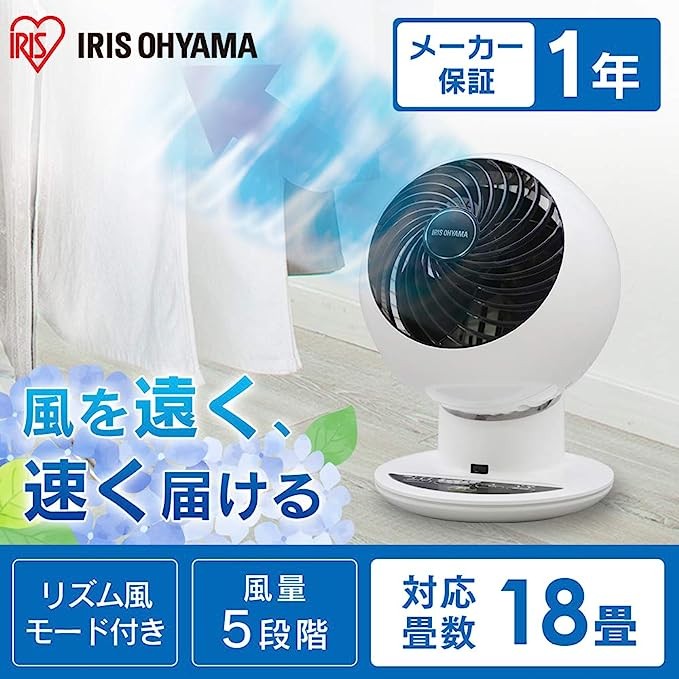 IRIS
IRIS OHYAMA
メーカー
保証
1年
IRIS OHYAMA
風を遠く、
速く届ける
リズム風
モード付き
風量
5段階
対応
畳数
18畳